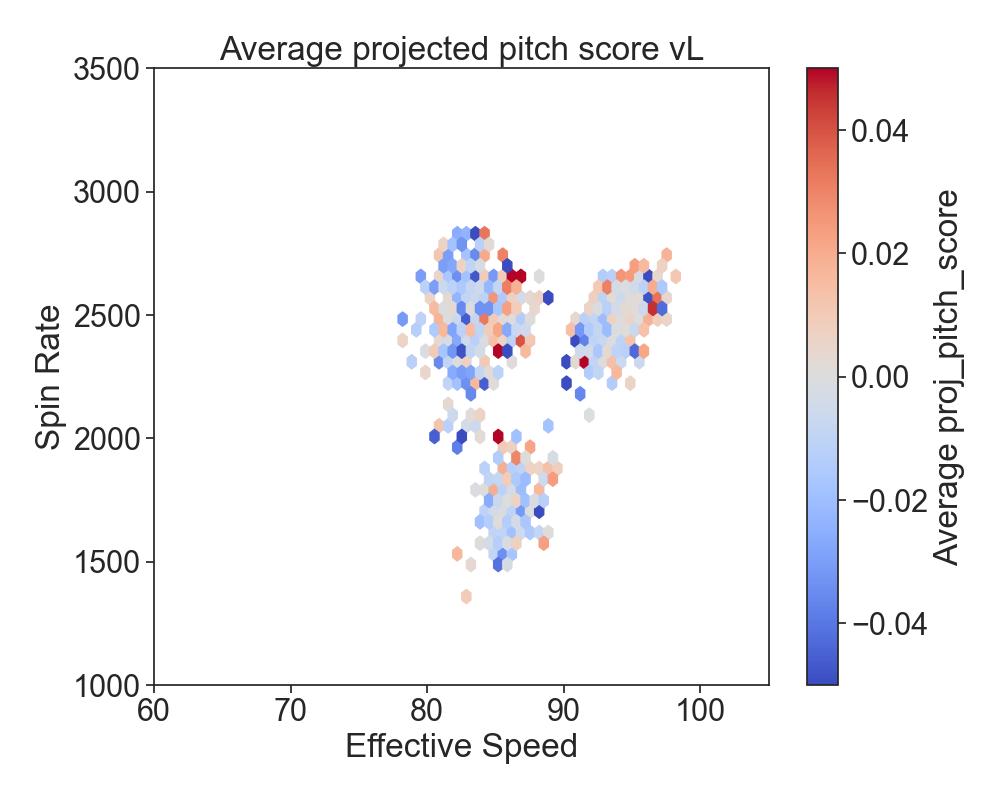 Average projected pitch score vL
3500
3000
2500
2000
1500
1000
Spin Rate
60 70 80 90 100
Effective Speed
0.04
0.02
0.00
−0.02
−0.04
Average proj_pitch_score